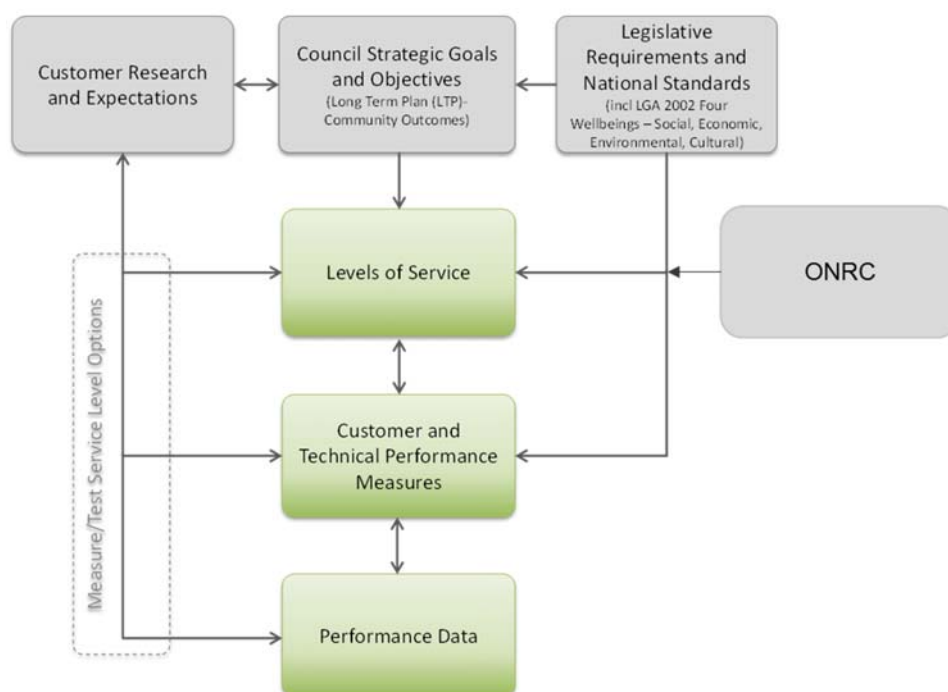 Customer Research
and Expectations
Council Strategic Goals
and Objectives
(Long Term Plan (LTP)-
Community Outcomes)
Legislative
Requirements and
National Standards
(incl LGA 2002 Four
Wellbeings – Social, Economic,
Environmental, Cultural)
Levels of Service
ONRC
Measure/Test Service Level Options
Customer and
Technical Performance
Measures
Performance Data